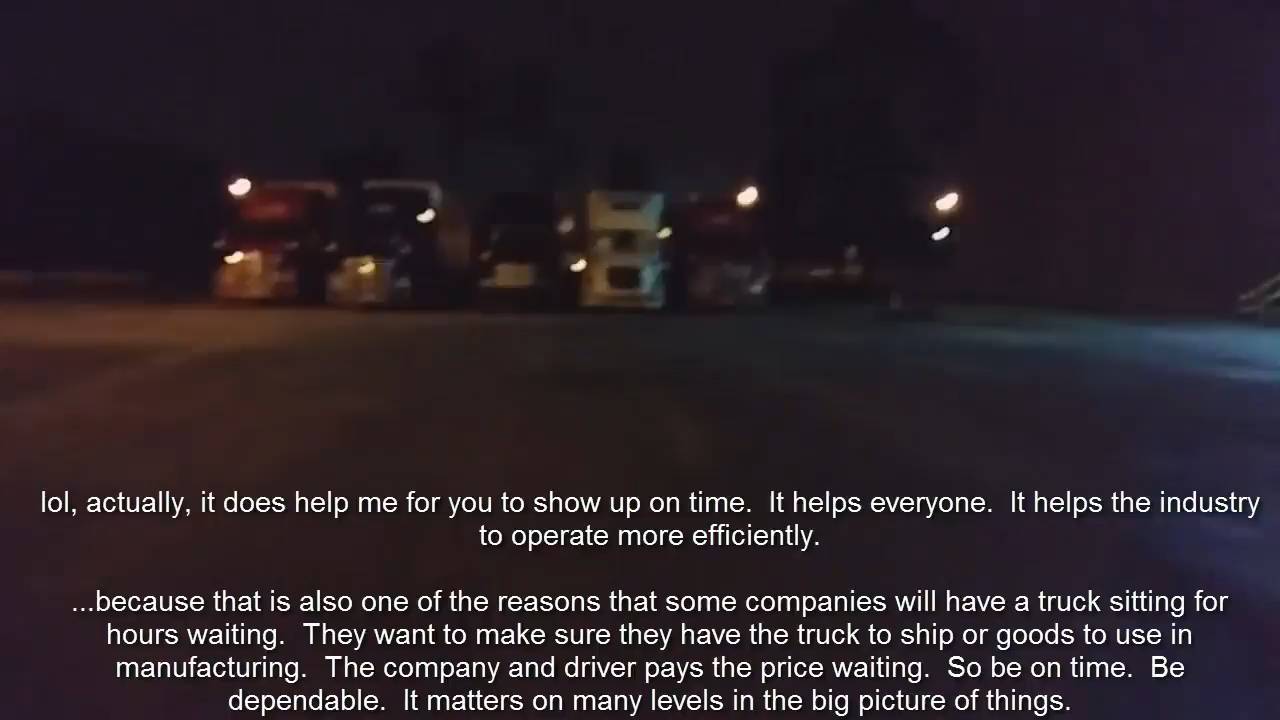 lol, actually, it does help me for you to show up on time.  It helps everyone.  It helps the industry
to operate more efficiently.
...because that is also one of the reasons that some companies will have a truck sitting for
hours waiting.  They want to make sure they have the truck to ship or goods to use in
manufacturing.  The company and driver pays the price waiting.  So be on time.  Be
dependable.  It matters on many levels in the big picture of things.